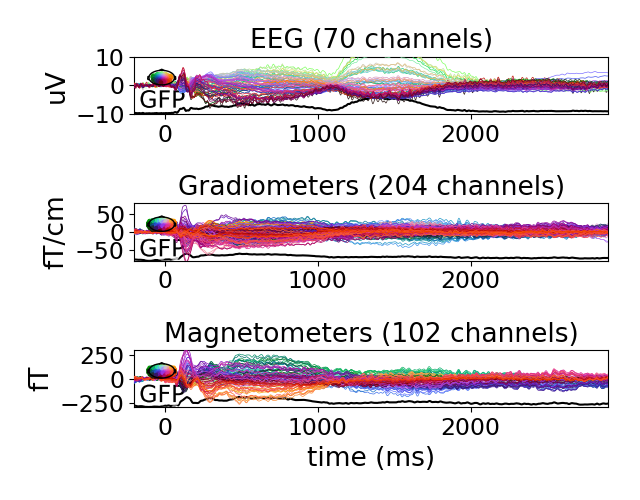 EEG (70 channels)
10
0
−10
uV
GFP
0
1000
2000
Gradiometers (204 channels)
50
0
−50
fT/cm
GFP
0
1000
2000
Magnetometers (102 channels)
250
0
−250
fT
GFP
0
1000
2000
time (ms)